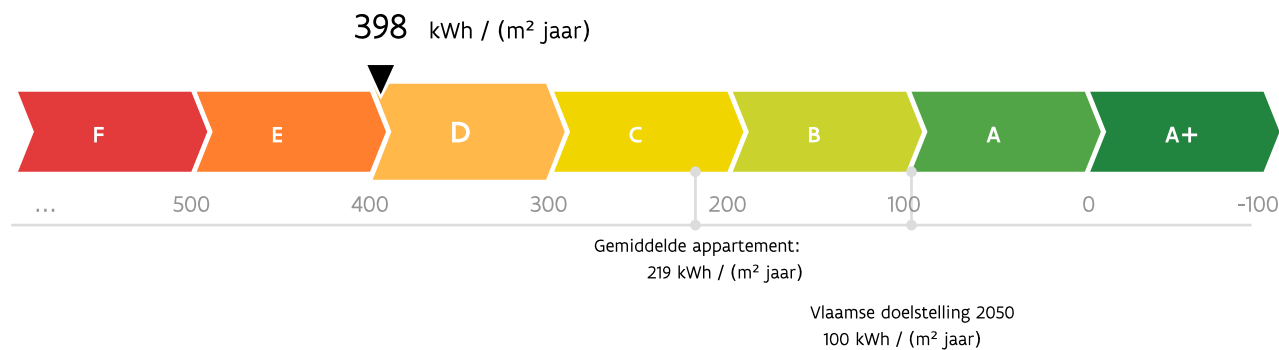 398 kWh / (m² jaar)
F E D C B A A+
... 500 400 300 200 100 0 -100
Gemiddelde appartement:
219 kWh / (m² jaar)
Vlaamse doelstelling 2050
100 kWh / (m² jaar)